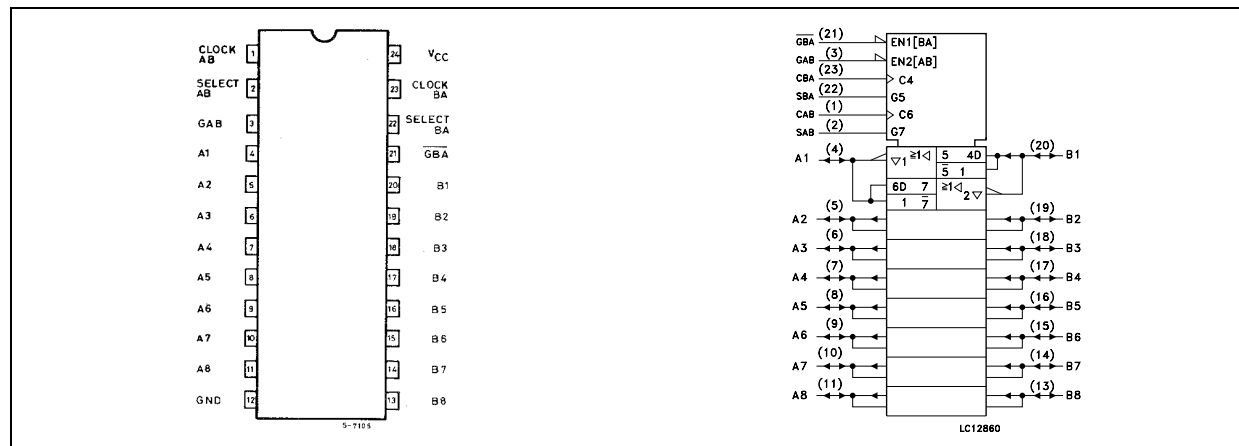 CLOCK AB 1 24 VCC
SELECT AB 2 23 CLOCK BA
GAB 3 22 SELECT BA
A1 4 21 G̅B̅A̅
A2 5 20 B1
A3 6 19 B2
A4 7 18 B3
A5 8 17 B4
A6 9 16 B5
A7 10 15 B6
A8 11 14 B7
GND 12 13 B8
S-7105
G̅B̅A̅ (21) EN1[BA]
GAB (3) EN2[AB]
CBA (23) C4
SBA (22) G5
CAB (1) C6
SAB (2) G7
A1 (4) ▽1 ≧1◁ 5 4D (20) B1
5̅ 1
6D 7 ≧1◁ 2▽
1 7̅
A2 (5) (19) B2
A3 (6) (18) B3
A4 (7) (17) B4
A5 (8) (16) B5
A6 (9) (15) B6
A7 (10) (14) B7
A8 (11) (13) B8
LC12860